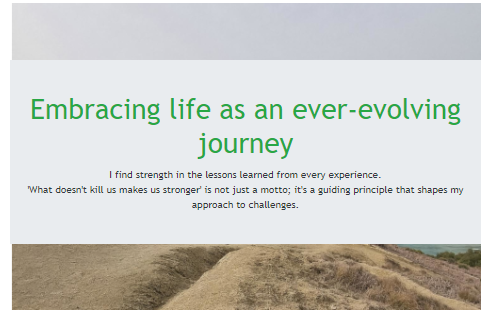 Embracing life as an ever-evolving
journey
I find strength in the lessons learned from every experience.
'What doesn't kill us makes us stronger' is not just a motto; it's a guiding principle that shapes my
approach to challenges.